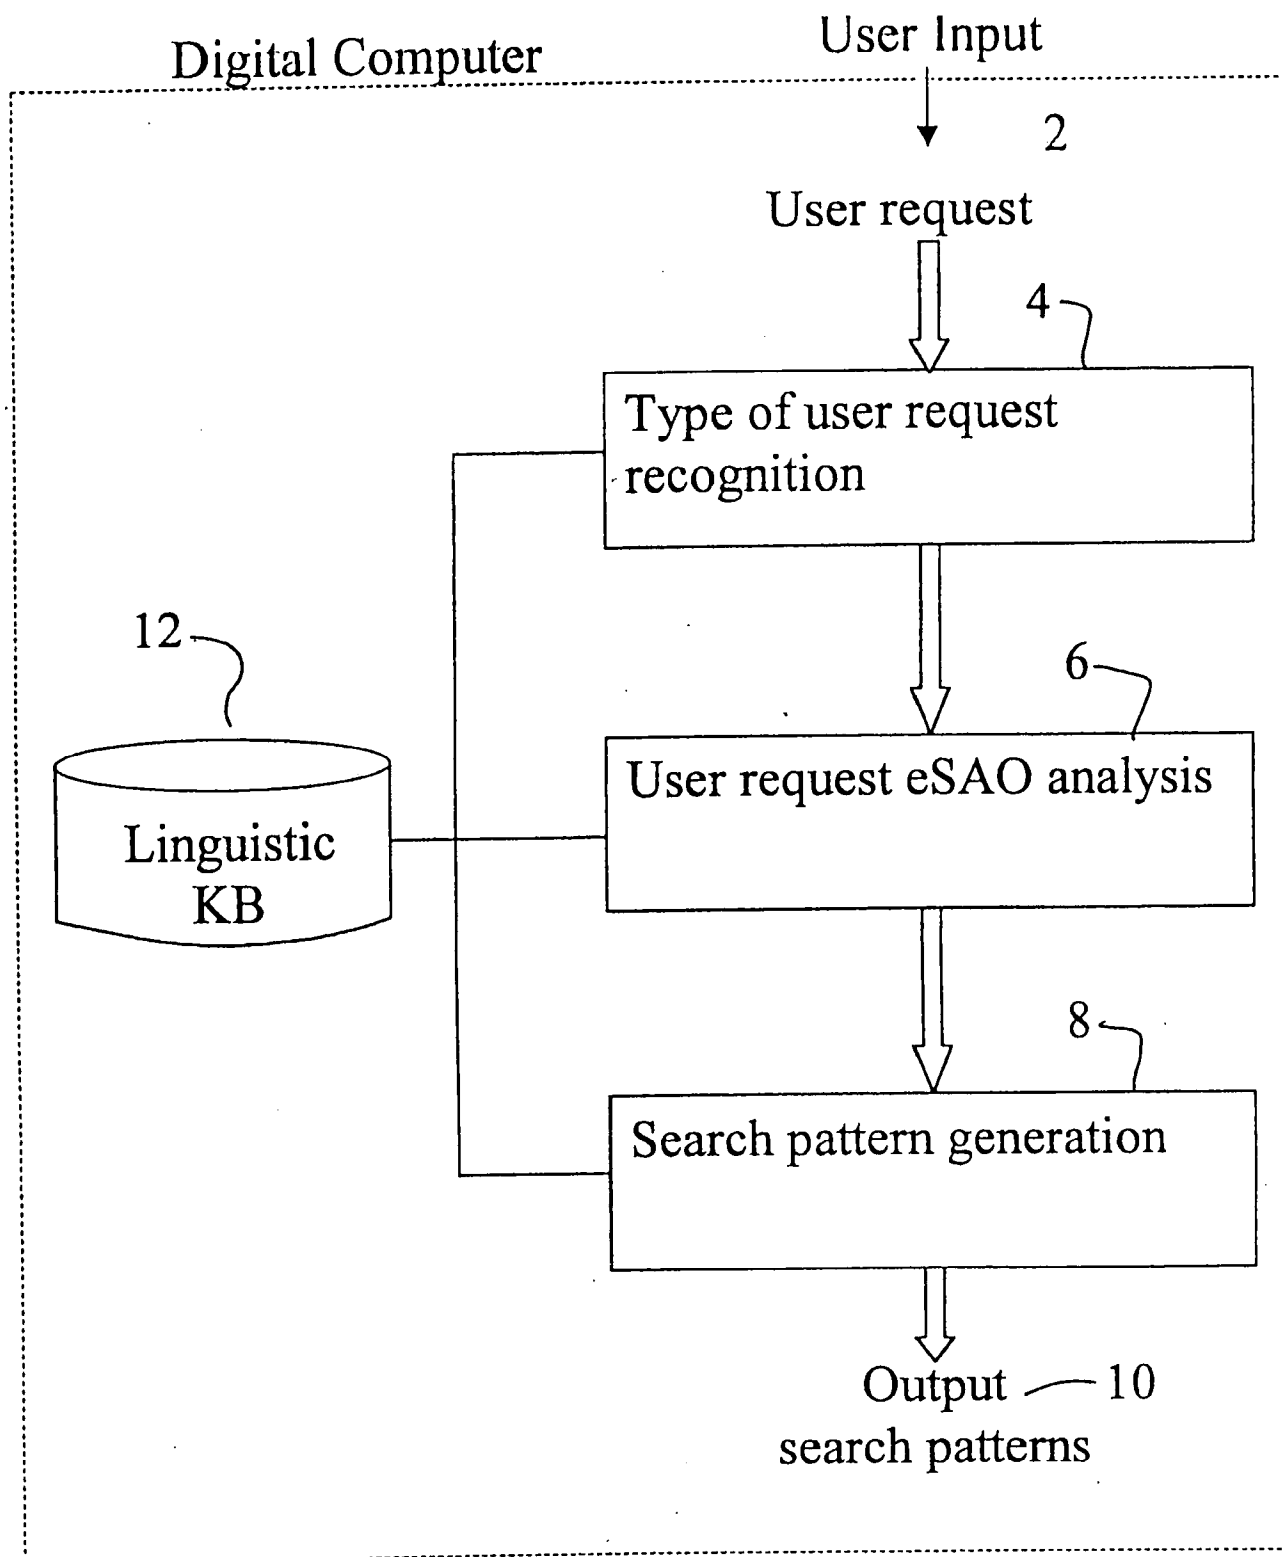 Digital Computer
User Input
2
User request
4
Type of user request
recognition
12
6
User request eSAO analysis
Linguistic
KB
8
Search pattern generation
Output
10
search patterns